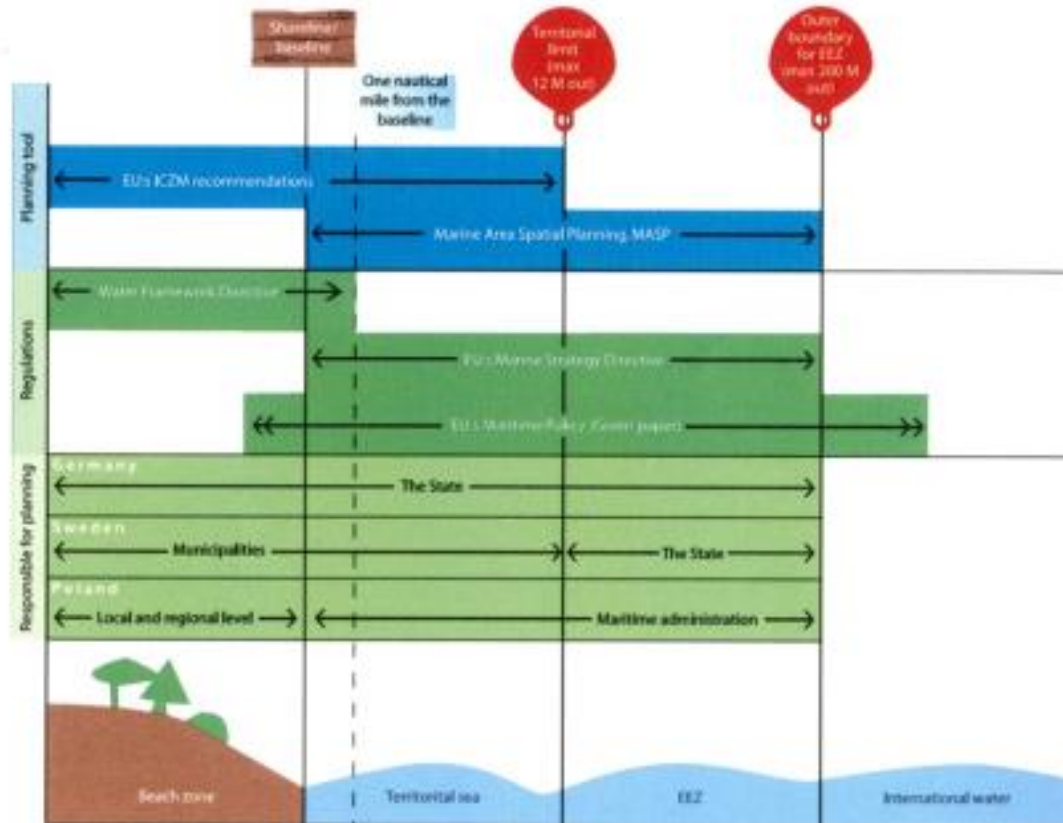 Shoreline/
baseline
One nautical
mile from the
baseline
Territorial
limit
(max
12 M out)
Outer
boundary
for EEZ
(max 200 M
out)
Planning tool
EU:s ICZM recommendations
Marine Area Spatial Planning, MASP
Regulations
Water Framework Directive
EU:s Marine Strategy Directive
EU:s Maritime Policy (Green paper)
Responsible for planning
Germany
The State
Sweden
Municipalities
The State
Poland
Local and regional level
Maritime administration
Beach zone
Territorital sea
EEZ
International water